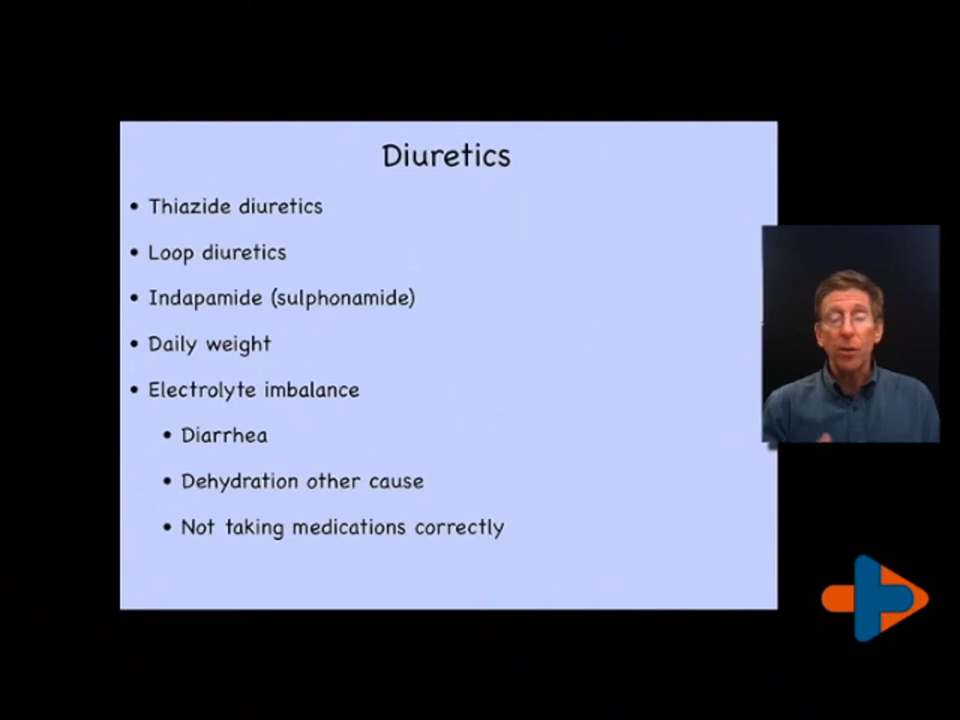 Diuretics
• Thiazide diuretics
• Loop diuretics
• Indapamide (sulphonamide)
• Daily weight
• Electrolyte imbalance
• Diarrhea
• Dehydration other cause
• Not taking medications correctly